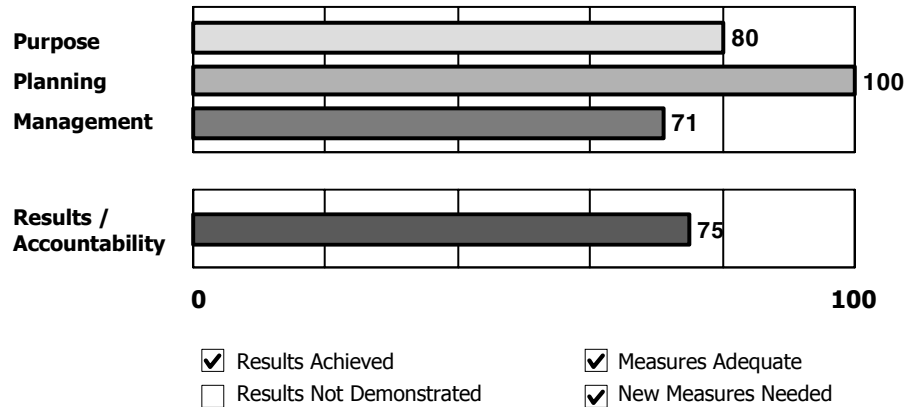 Purpose 80
Planning 100
Management 71
Results /
Accountability 75
0 100
Results Achieved Measures Adequate
Results Not Demonstrated New Measures Needed